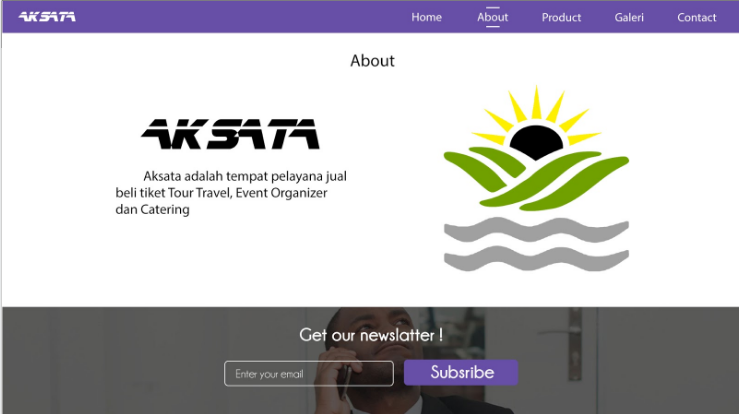 AKSATA
Home About Product Galeri Contact
About
AKSATA
Aksata adalah tempat pelayana jual
beli tiket Tour Travel, Event Organizer
dan Catering
Get our newslatter !
Enter your email
Subsribe